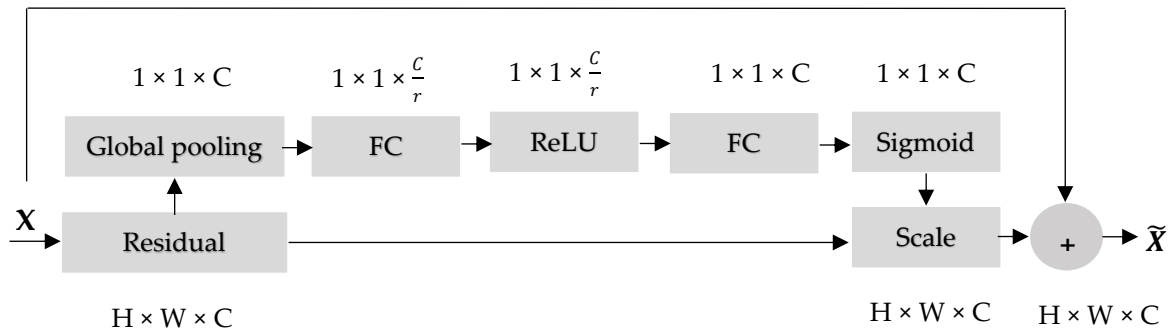 1 × 1 × C
1 × 1 × C/r
1 × 1 × C/r
1 × 1 × C
1 × 1 × C
Global pooling
FC
ReLU
FC
Sigmoid
X
Residual
Scale
+
X̃
H × W × C
H × W × C
H × W × C